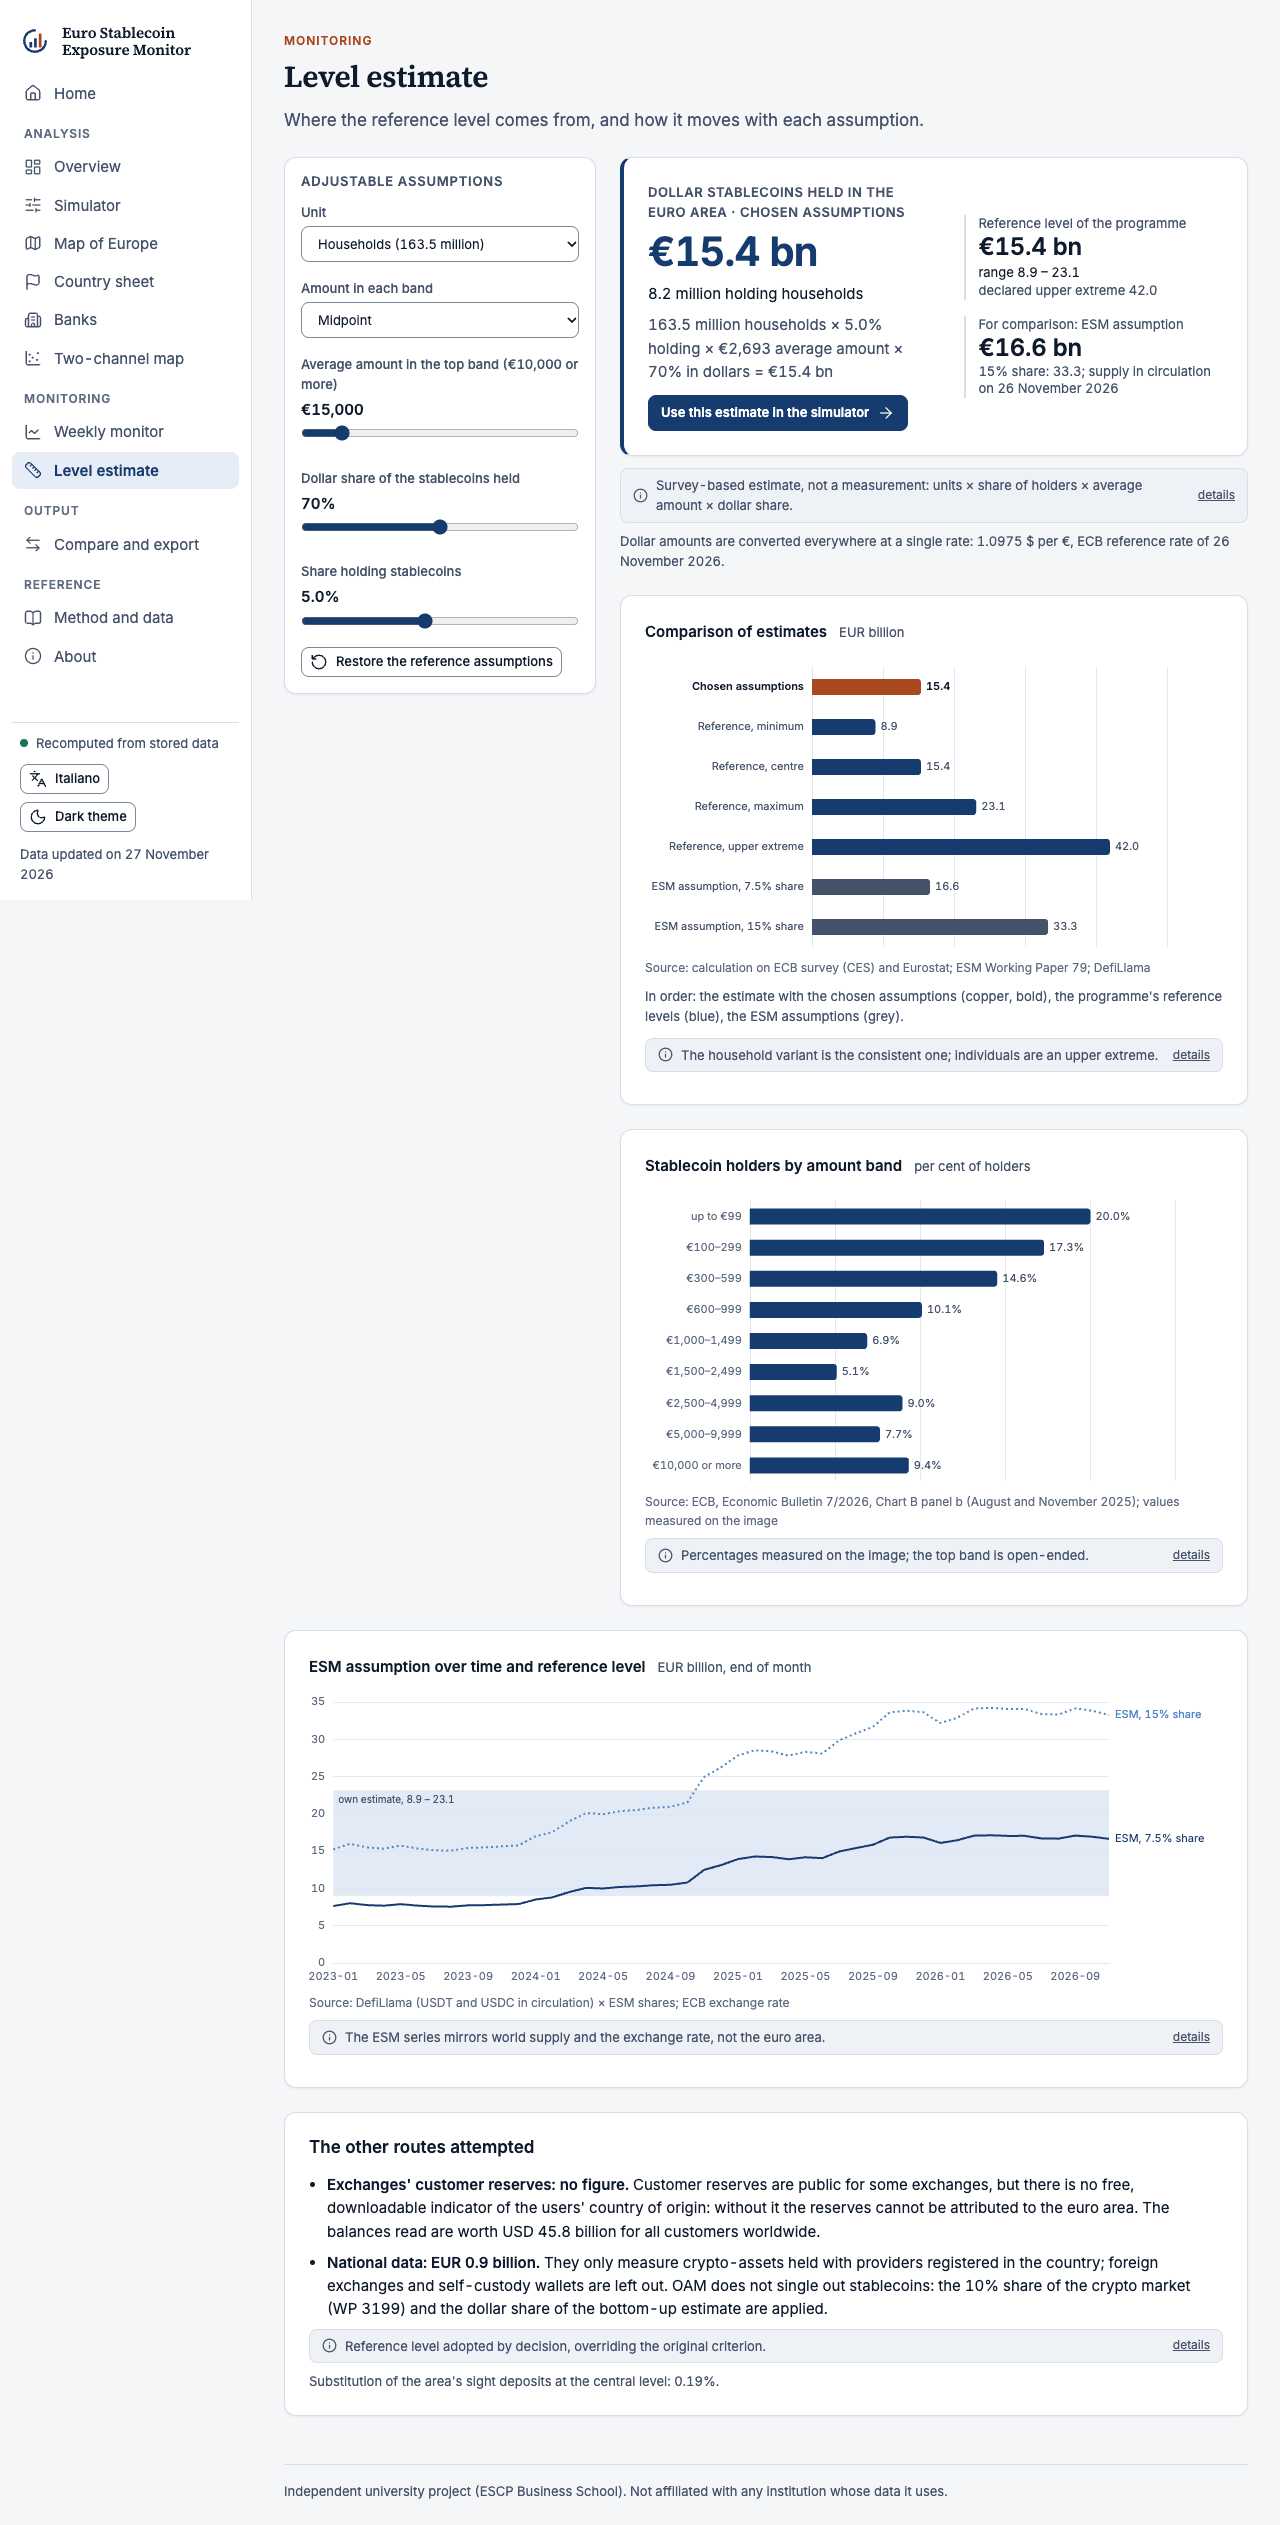 Euro Stablecoin
Exposure Monitor
Home
ANALYSIS
Overview
Simulator
Map of Europe
Country sheet
Banks
Two-channel map
MONITORING
Weekly monitor
Level estimate
OUTPUT
Compare and export
REFERENCE
Method and data
About
Recomputed from stored data
Italiano
Dark theme
Data updated on 27 November
2026
MONITORING
Level estimate
Where the reference level comes from, and how it moves with each assumption.
ADJUSTABLE ASSUMPTIONS
Unit
Households (163.5 million)
Amount in each band
Midpoint
Average amount in the top band (€10,000 or
more)
€15,000
Dollar share of the stablecoins held
70%
Share holding stablecoins
5.0%
Restore the reference assumptions
DOLLAR STABLECOINS HELD IN THE
EURO AREA · CHOSEN ASSUMPTIONS
€15.4 bn
8.2 million holding households
163.5 million households × 5.0%
holding × €2,693 average amount ×
70% in dollars = €15.4 bn
Use this estimate in the simulator
Reference level of the programme
€15.4 bn
range 8.9 – 23.1
declared upper extreme 42.0
For comparison: ESM assumption
€16.6 bn
15% share: 33.3; supply in circulation
on 26 November 2026
Survey-based estimate, not a measurement: units × share of holders × average
amount × dollar share.
details
Dollar amounts are converted everywhere at a single rate: 1.0975 $ per €, ECB reference rate of 26
November 2026.
Comparison of estimates EUR billion
Chosen assumptions 15.4
Reference, minimum 8.9
Reference, centre 15.4
Reference, maximum 23.1
Reference, upper extreme 42.0
ESM assumption, 7.5% share 16.6
ESM assumption, 15% share 33.3
Source: calculation on ECB survey (CES) and Eurostat; ESM Working Paper 79; DefiLlama
In order: the estimate with the chosen assumptions (copper, bold), the programme's reference
levels (blue), the ESM assumptions (grey).
The household variant is the consistent one; individuals are an upper extreme. details
Stablecoin holders by amount band per cent of holders
up to €99 20.0%
€100–299 17.3%
€300–599 14.6%
€600–999 10.1%
€1,000–1,499 6.9%
€1,500–2,499 5.1%
€2,500–4,999 9.0%
€5,000–9,999 7.7%
€10,000 or more 9.4%
Source: ECB, Economic Bulletin 7/2026, Chart B panel b (August and November 2025); values
measured on the image
Percentages measured on the image; the top band is open-ended. details
ESM assumption over time and reference level EUR billion, end of month
35
30
25
20
15
10
5
0
own estimate, 8.9 – 23.1
ESM, 15% share
ESM, 7.5% share
2023-01 2023-05 2023-09 2024-01 2024-05 2024-09 2025-01 2025-05 2025-09 2026-01 2026-05 2026-09
Source: DefiLlama (USDT and USDC in circulation) × ESM shares; ECB exchange rate
The ESM series mirrors world supply and the exchange rate, not the euro area. details
The other routes attempted
• Exchanges' customer reserves: no figure. Customer reserves are public for some exchanges, but there is no free,
downloadable indicator of the users' country of origin: without it the reserves cannot be attributed to the euro area. The
balances read are worth USD 45.8 billion for all customers worldwide.
• National data: EUR 0.9 billion. They only measure crypto-assets held with providers registered in the country; foreign
exchanges and self-custody wallets are left out. OAM does not single out stablecoins: the 10% share of the crypto market
(WP 3199) and the dollar share of the bottom-up estimate are applied.
Reference level adopted by decision, overriding the original criterion. details
Substitution of the area's sight deposits at the central level: 0.19%.
Independent university project (ESCP Business School). Not affiliated with any institution whose data it uses.